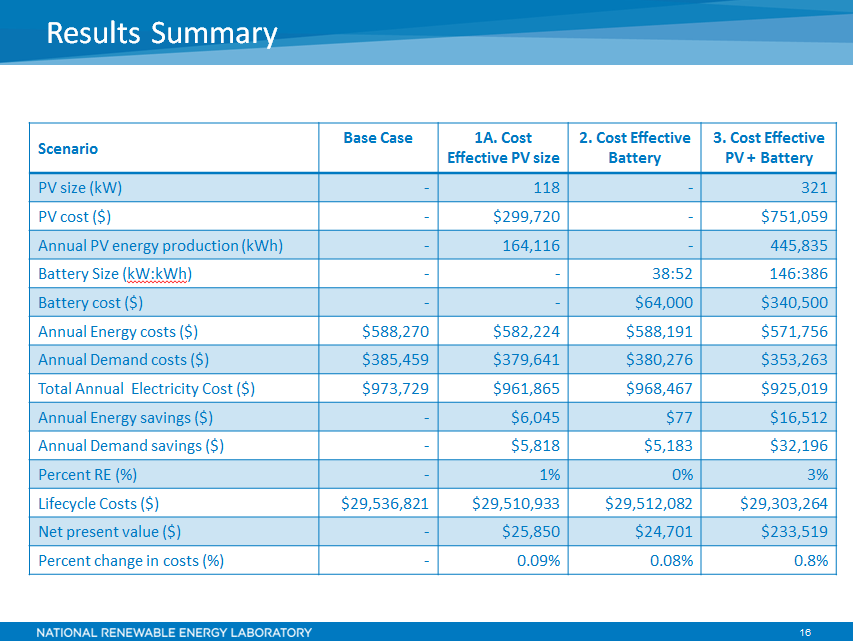 Results Summary
Scenario Base Case 1A. Cost Effective PV size 2. Cost Effective Battery 3. Cost Effective PV + Battery
PV size (kW) - 118 - 321
PV cost ($) - $299,720 - $751,059
Annual PV energy production (kWh) - 164,116 - 445,835
Battery Size (kW:kWh) - - 38:52 146:386
Battery cost ($) - - $64,000 $340,500
Annual Energy costs ($) $588,270 $582,224 $588,191 $571,756
Annual Demand costs ($) $385,459 $379,641 $380,276 $353,263
Total Annual Electricity Cost ($) $973,729 $961,865 $968,467 $925,019
Annual Energy savings ($) - $6,045 $77 $16,512
Annual Demand savings ($) - $5,818 $5,183 $32,196
Percent RE (%) - 1% 0% 3%
Lifecycle Costs ($) $29,536,821 $29,510,933 $29,512,082 $29,303,264
Net present value ($) - $25,850 $24,701 $233,519
Percent change in costs (%) - 0.09% 0.08% 0.8%
NATIONAL RENEWABLE ENERGY LABORATORY 16